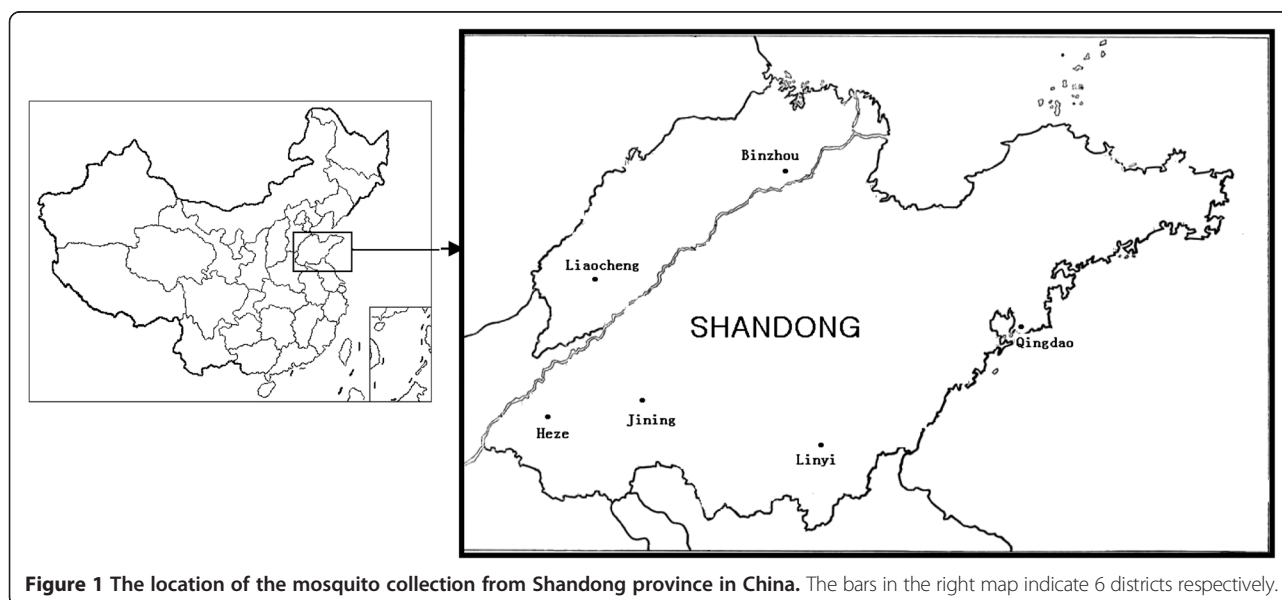 Binzhou
Liaocheng
SHANDONG
Qingdao
Jining
Heze
Linyi
Figure 1 The location of the mosquito collection from Shandong province in China. The bars in the right map indicate 6 districts respectively.